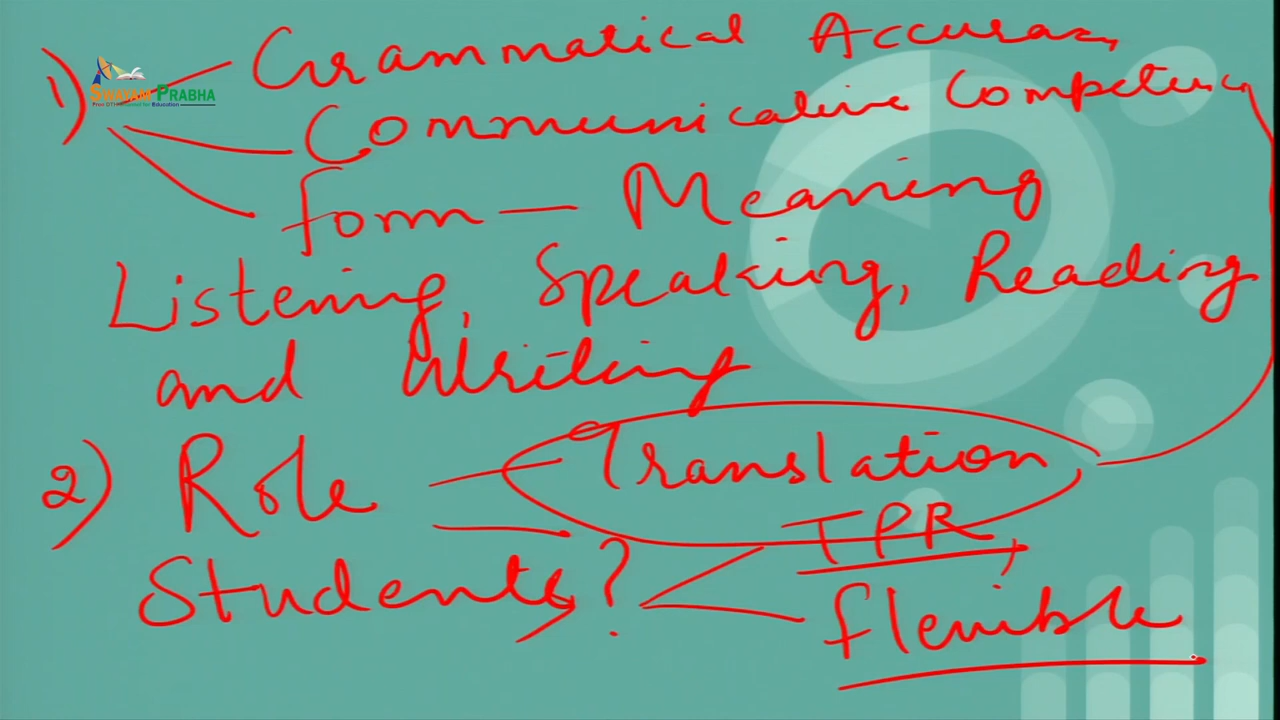 1) Grammatical Accuracy
SWAYAM PRABHA
Communicative Competency
form — Meaning
Listening, Speaking, Reading
and Writing
2) Role Translation,
TPR,
Students?
flexible